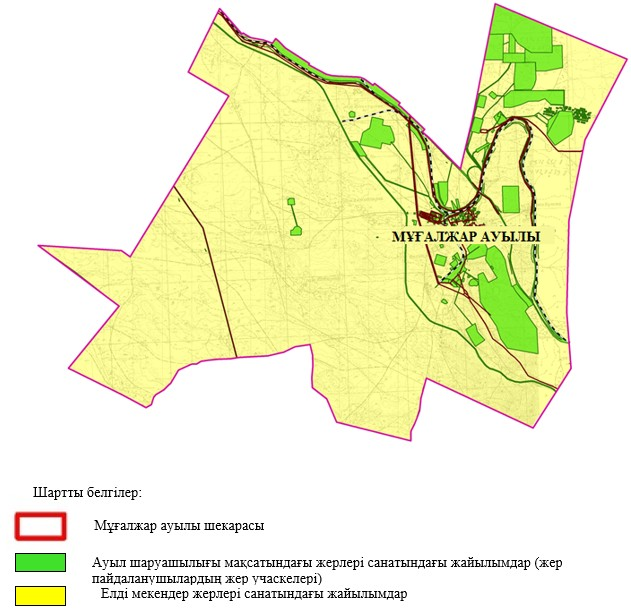 МҰҒАЛЖАР АУЫЛЫ
Шартты белгілер:
Мұғалжар ауылы шекарасы
Ауыл шаруашылығы мақсатындағы жерлері санатындағы жайылымдар (жер
пайдаланушылардың жер учаскелері)
Елді мекендер жерлері санатындағы жайылымдар